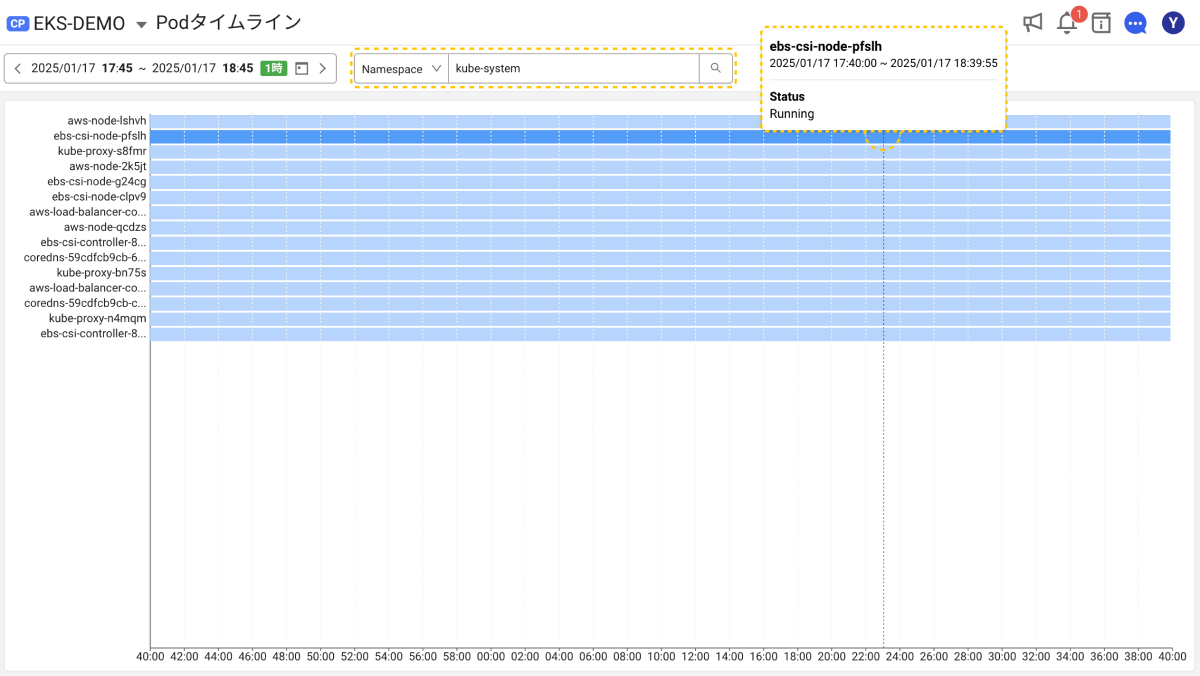 CP EKS-DEMO Podタイムライン
1
Y
2025/01/17 17:45 ~ 2025/01/17 18:45 1時
Namespace
kube-system
ebs-csi-node-pfslh
2025/01/17 17:40:00 ~ 2025/01/17 18:39:55
Status
Running
aws-node-lshvh
ebs-csi-node-pfslh
kube-proxy-s8fmr
aws-node-2k5jt
ebs-csi-node-g24cg
ebs-csi-node-clpv9
aws-load-balancer-co...
aws-node-qcdzs
ebs-csi-controller-8...
coredns-59cdfcb9cb-6...
kube-proxy-bn75s
aws-load-balancer-co...
coredns-59cdfcb9cb-c...
kube-proxy-n4mqm
ebs-csi-controller-8...
40:00 42:00 44:00 46:00 48:00 50:00 52:00 54:00 56:00 58:00 00:00 02:00 04:00 06:00 08:00 10:00 12:00 14:00 16:00 18:00 20:00 22:00 24:00 26:00 28:00 30:00 32:00 34:00 36:00 38:00 40:00